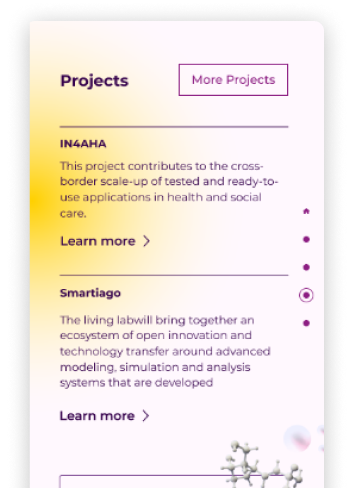 Projects
More Projects
IN4AHA
This project contributes to the cross-
border scale-up of tested and ready-to-
use applications in health and social
care.
Learn more
Smartiago
The living labwill bring together an
ecosystem of open innovation and
technology transfer around advanced
modeling, simulation and analysis
systems that are developed
Learn more